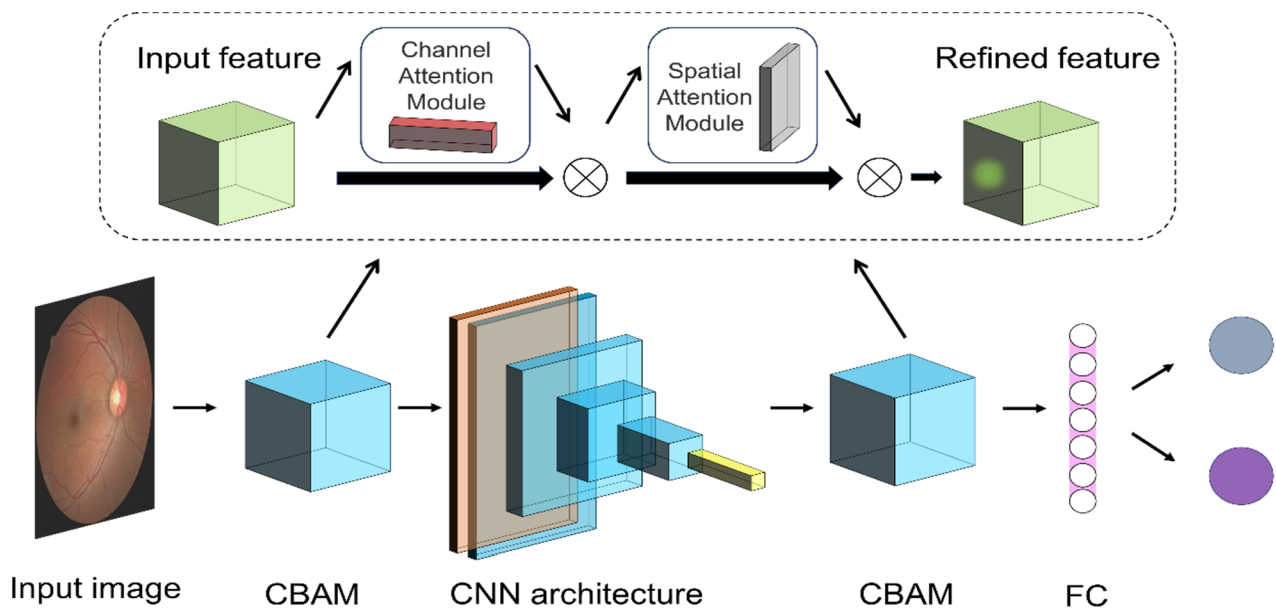 Input feature
Channel
Attention
Module
Spatial
Attention
Module
Refined feature
Input image
CBAM
CNN architecture
CBAM
FC